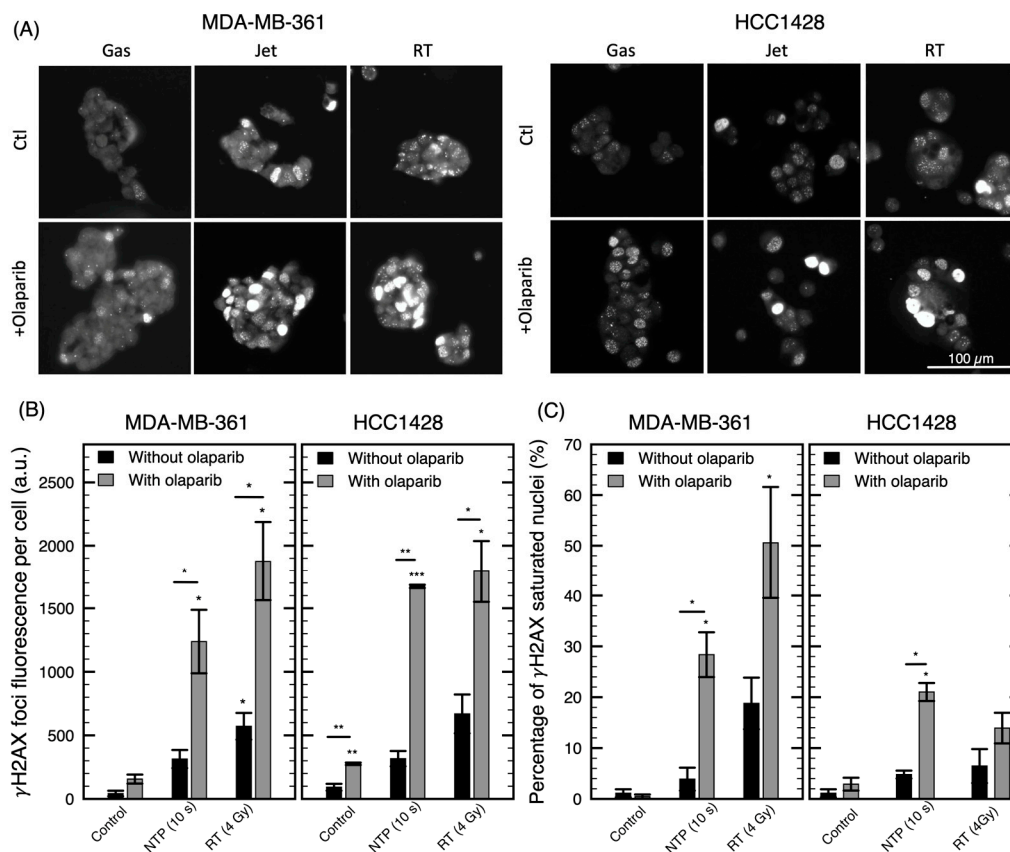 (A)
MDA-MB-361
HCC1428
Gas Jet RT
Gas Jet RT
Ctl
Ctl
+Olaparib
+Olaparib
100 µm
(B)
MDA-MB-361 HCC1428
γH2AX foci fluorescence per cell (a.u.)
2500
2000
1500
1000
500
0
Without olaparib
With olaparib
Without olaparib
With olaparib
* * * * *
** ** ** *** * *
Control NTP (10 s) RT (4 Gy)
Control NTP (10 s) RT (4 Gy)
(C)
MDA-MB-361 HCC1428
Percentage of γH2AX saturated nuclei (%)
70
60
50
40
30
20
10
0
Without olaparib
With olaparib
Without olaparib
With olaparib
* * *
* *
Control NTP (10 s) RT (4 Gy)
Control NTP (10 s) RT (4Gy)